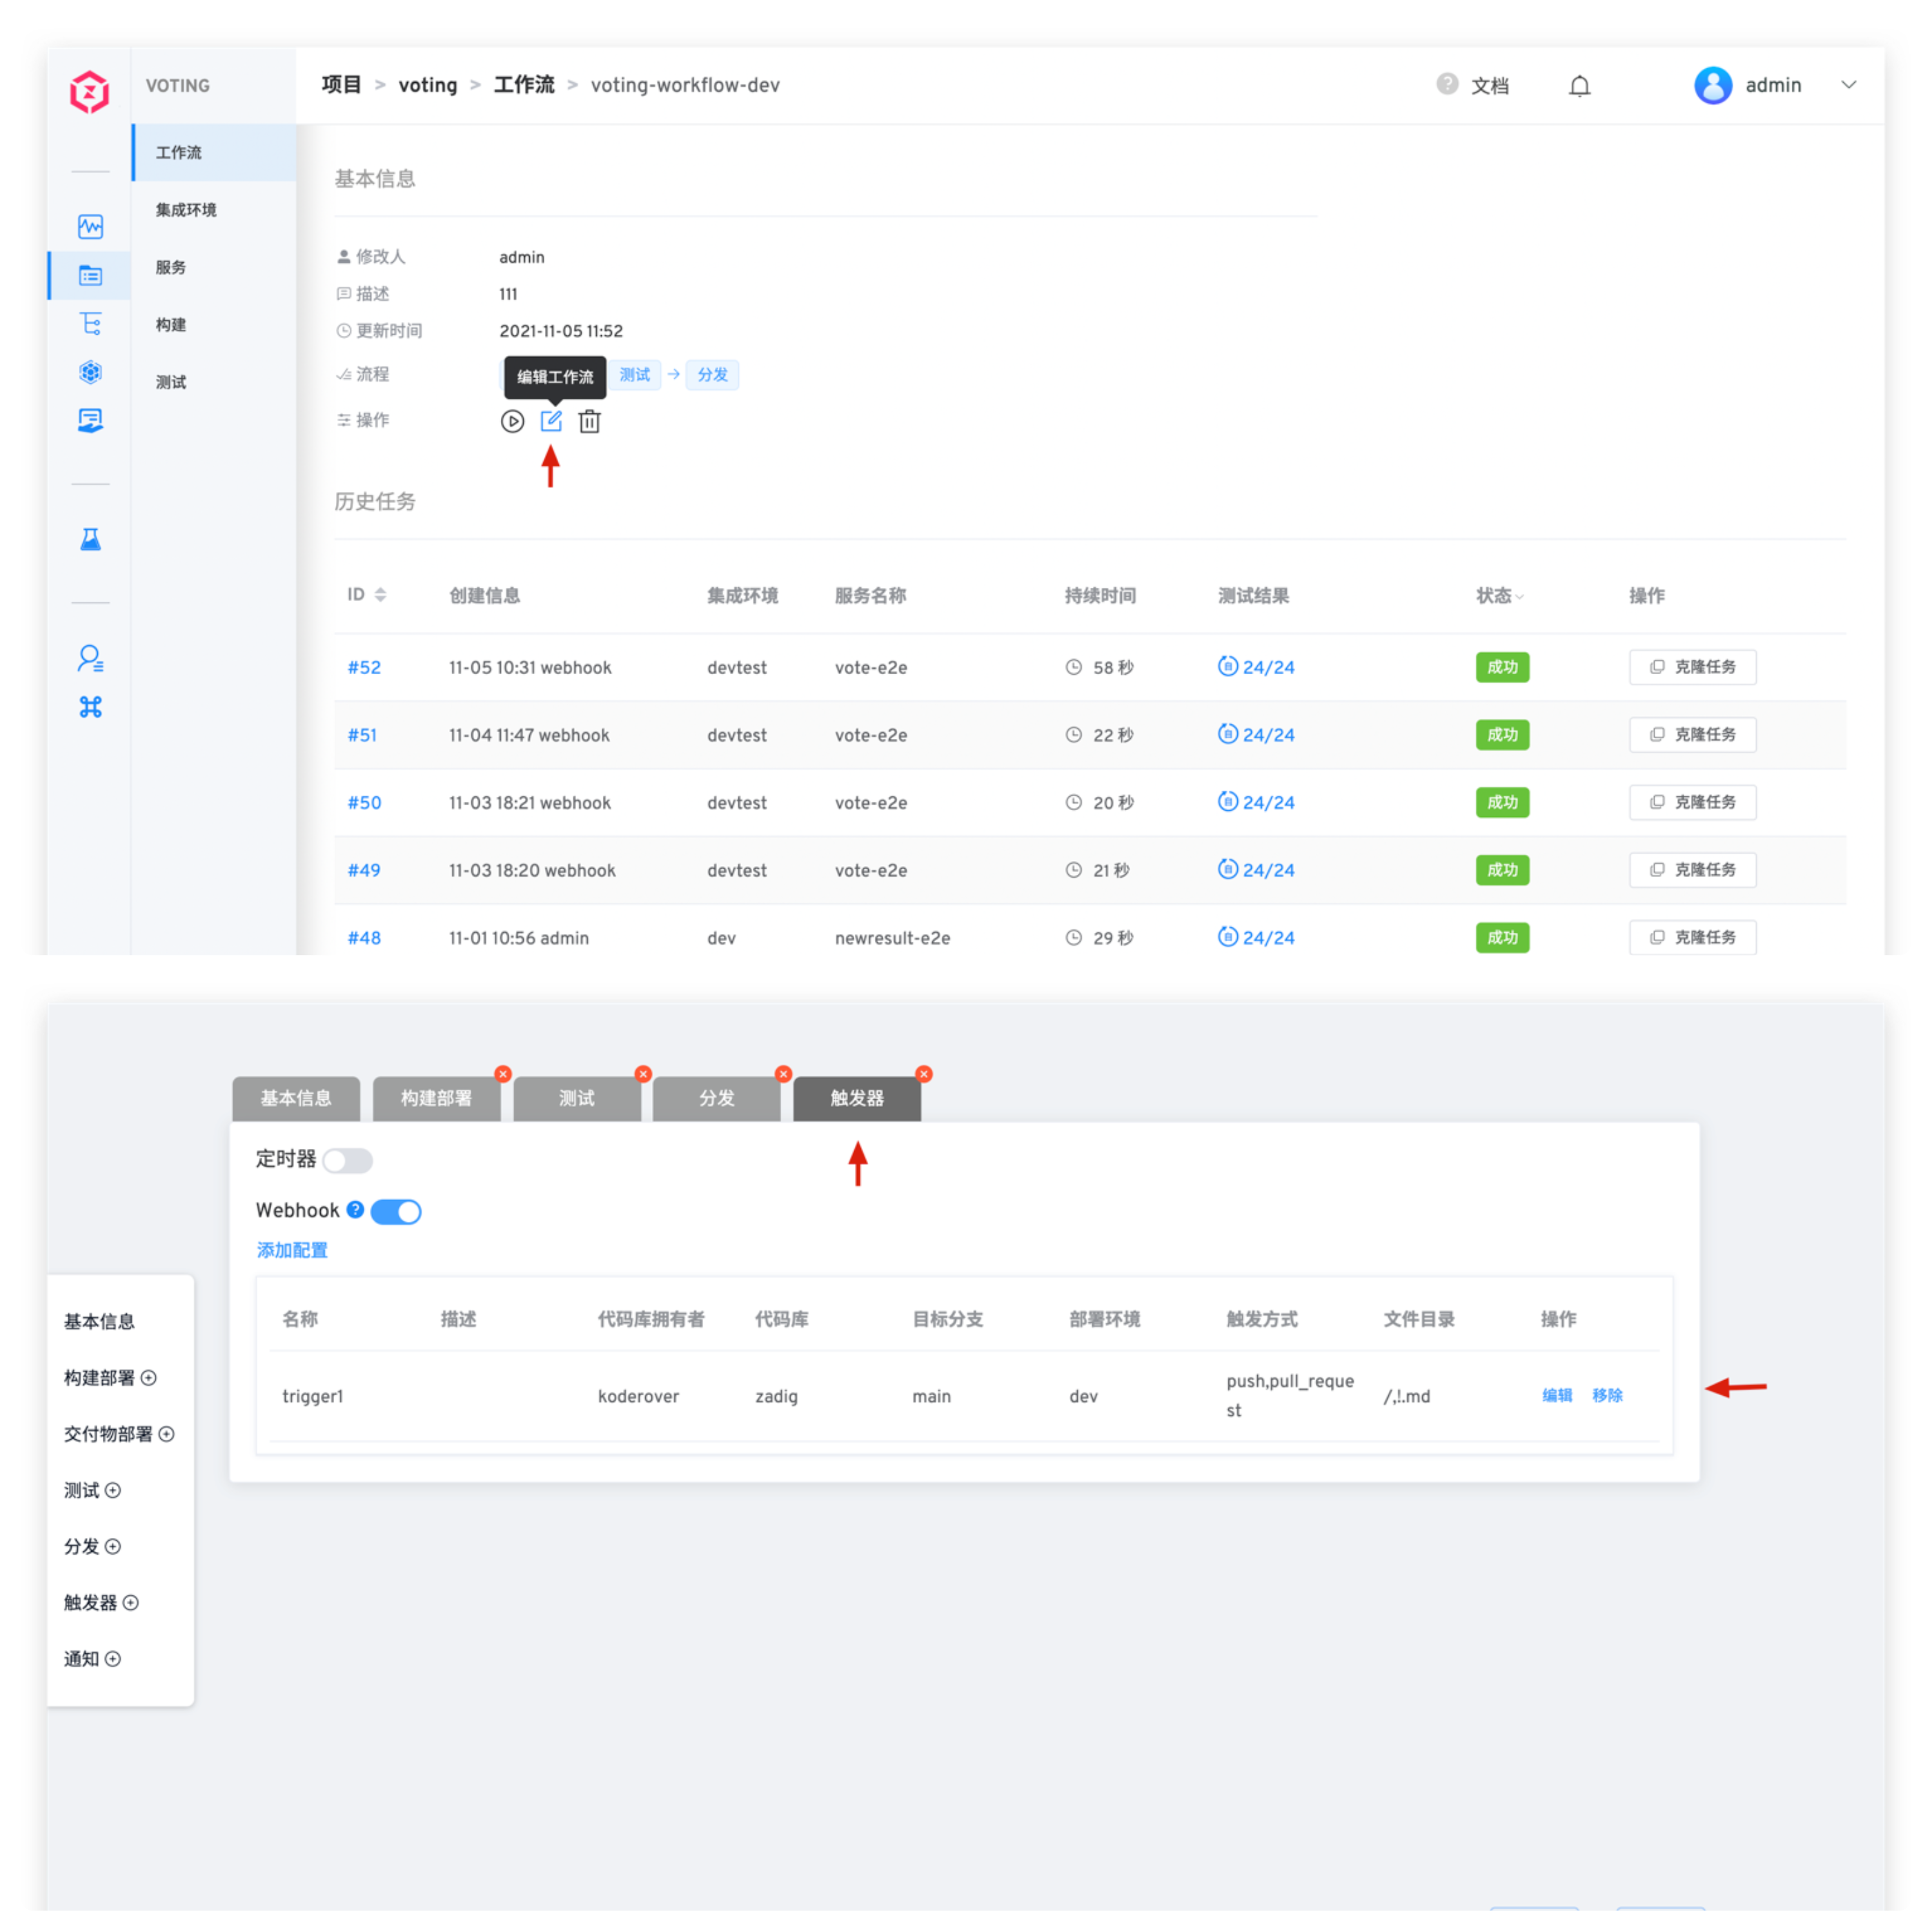 VOTING
项目 > voting > 工作流 > voting-workflow-dev
? 文档
admin
工作流
集成环境
服务
构建
测试
基本信息
修改人 admin
描述 111
更新时间 2021-11-05 11:52
流程 编辑工作流 测试 → 分发
操作
历史任务
ID 创建信息 集成环境 服务名称 持续时间 测试结果 状态 操作
#52 11-05 10:31 webhook devtest vote-e2e 58 秒 24/24 成功 克隆任务
#51 11-04 11:47 webhook devtest vote-e2e 22 秒 24/24 成功 克隆任务
#50 11-03 18:21 webhook devtest vote-e2e 20 秒 24/24 成功 克隆任务
#49 11-03 18:20 webhook devtest vote-e2e 21 秒 24/24 成功 克隆任务
#48 11-01 10:56 admin dev newresult-e2e 29 秒 24/24 成功 克隆任务
基本信息 构建部署 测试 分发 触发器
定时器
Webhook ?
添加配置
名称 描述 代码库拥有者 代码库 目标分支 部署环境 触发方式 文件目录 操作
trigger1 koderover zadig main dev push,pull_reque /,!.md 编辑 移除
st
基本信息
构建部署
交付物部署
测试
分发
触发器
通知